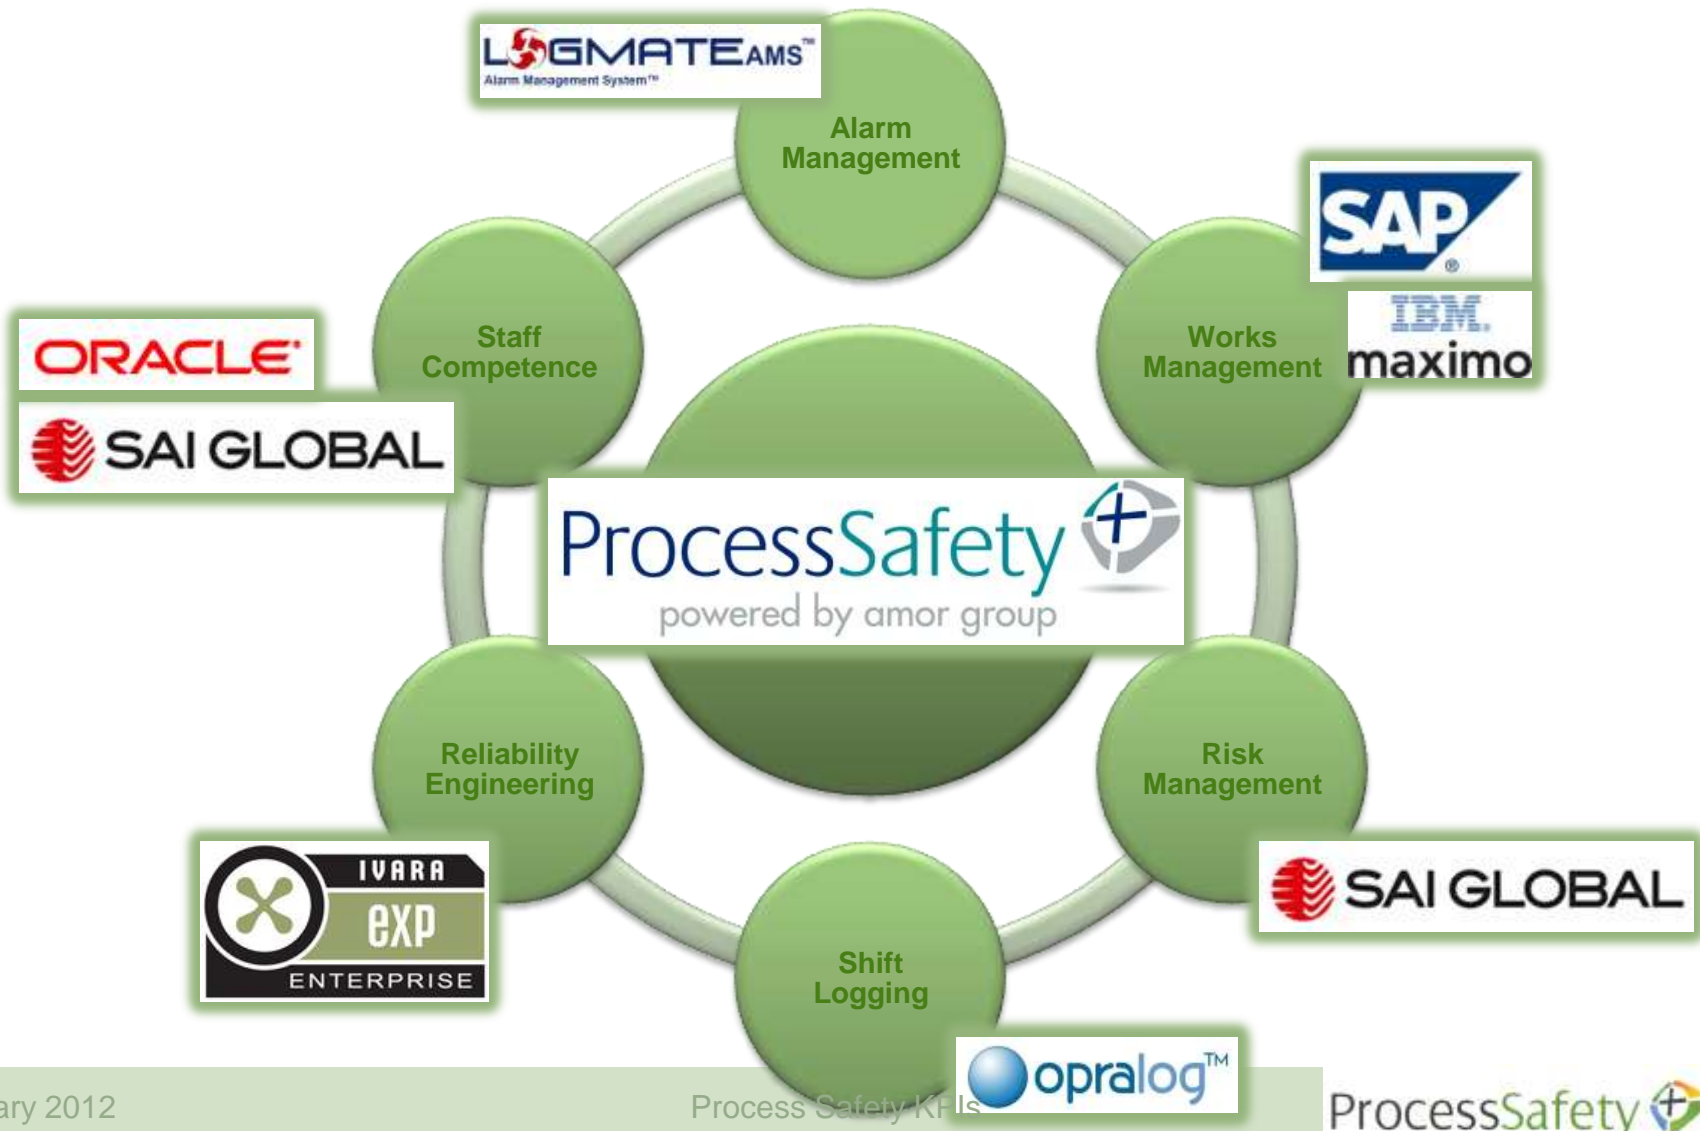 LOGMATE AMS™
Alarm Management System™
Alarm
Management
SAP
®
IBM.
maximo
Works
Management
Staff
Competence
ORACLE
SAI GLOBAL
ProcessSafety
powered by amor group
Reliability
Engineering
Risk
Management
IVARA
exp
ENTERPRISE
SAI GLOBAL
Shift
Logging
opralog™
ary 2012
Process Safety KPIs
ProcessSafety